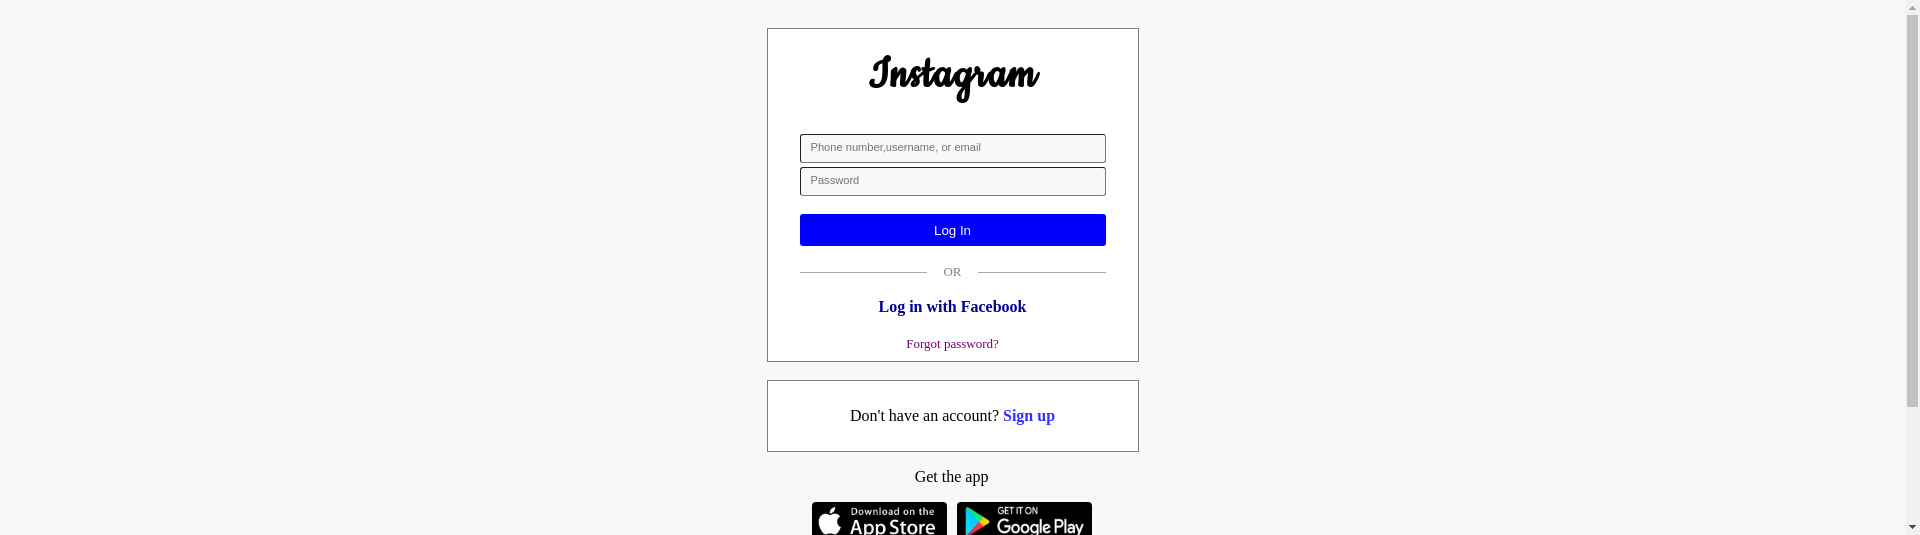 Instagram
Phone number,username, or email
Password
Log In
OR
Log in with Facebook
Forgot password?
Don't have an account? Sign up
Get the app
Download on the
App Store
GET IT ON
Google Play